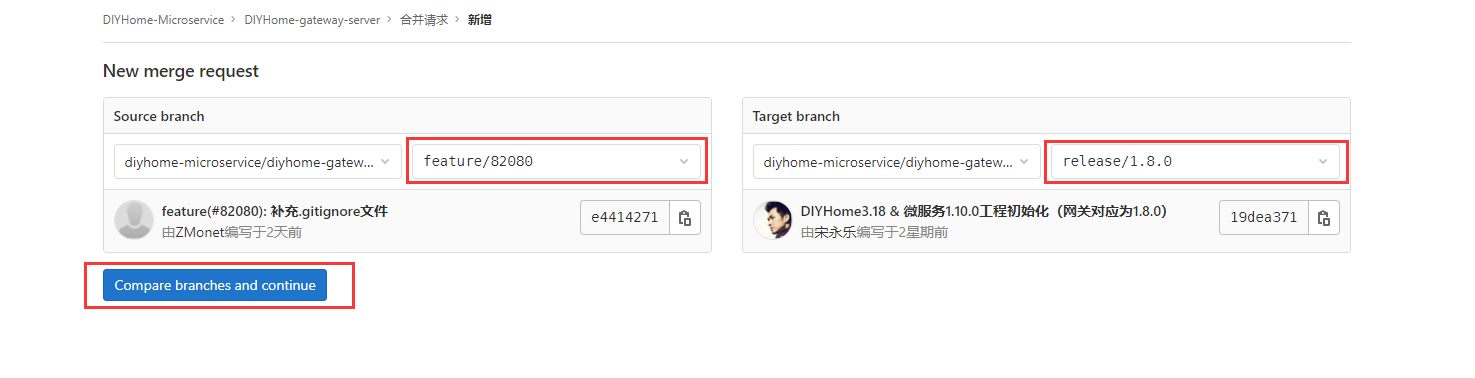 DIYHome-Microservice > DIYHome-gateway-server > 合并请求 > 新增
New merge request
Source branch
diyhome-microservice/diyhome-gatew... feature/82080
feature(#82080): 补充.gitignore文件
由ZMonet编写于2天前
e4414271
Target branch
diyhome-microservice/diyhome-gatew... release/1.8.0
DIYHome3.18 & 微服务1.10.0工程初始化（网关对应为1.8.0）
由宋永乐编写于2星期前
19dea371
Compare branches and continue